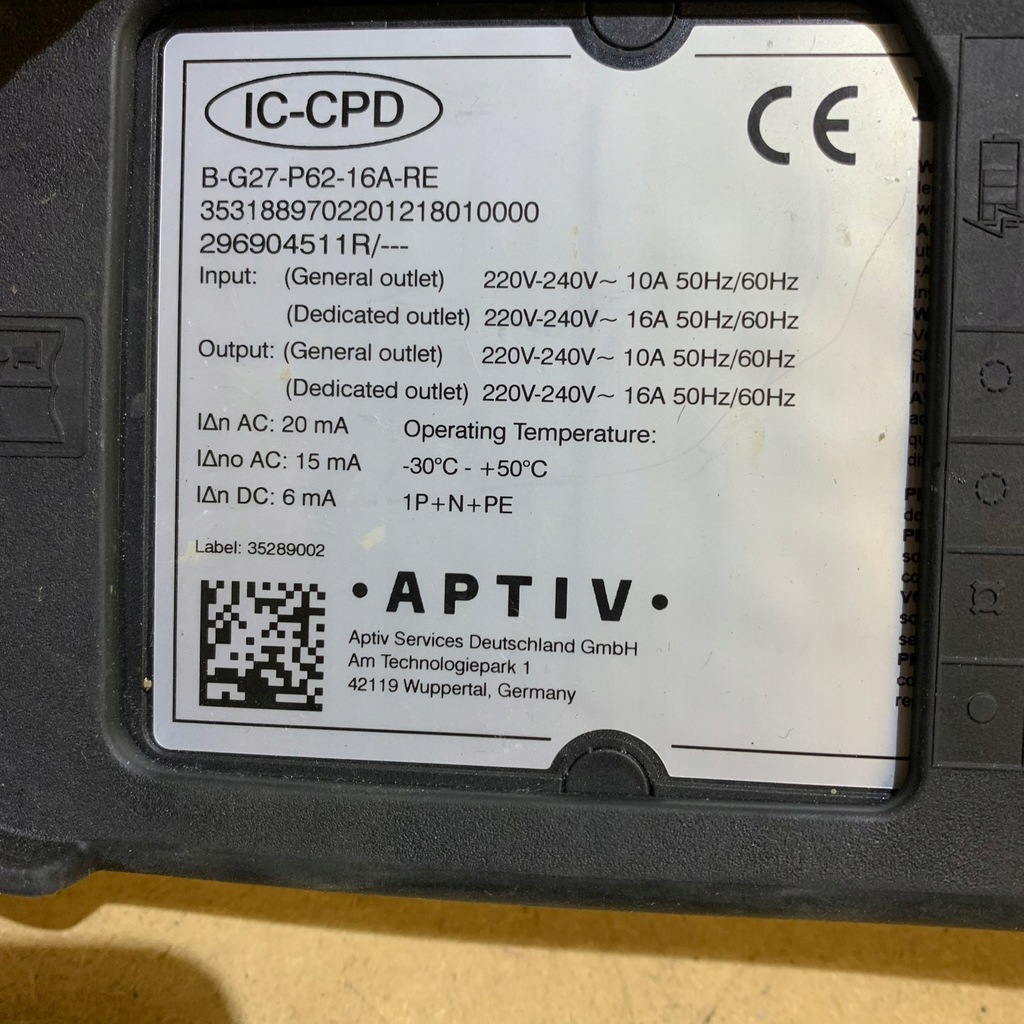 IC-CPD
CE
B-G27-P62-16A-RE
3531889702201218010000
296904511R/---
Input: (General outlet) 220V-240V~ 10A 50Hz/60Hz
(Dedicated outlet) 220V-240V~ 16A 50Hz/60Hz
Output: (General outlet) 220V-240V~ 10A 50Hz/60Hz
(Dedicated outlet) 220V-240V~ 16A 50Hz/60Hz
IΔn AC: 20 mA Operating Temperature:
IΔno AC: 15 mA -30°C - +50°C
IΔn DC: 6 mA 1P+N+PE
Label: 35289002
• APTIV •
Aptiv Services Deutschland GmbH
Am Technologiepark 1
42119 Wuppertal, Germany